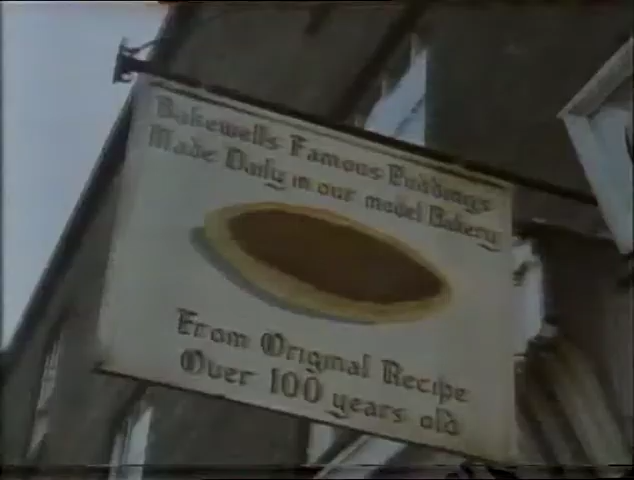 Bakewells Famous Puddings
Made Daily in our model Bakery
From Original Recipe
Over 100 years old